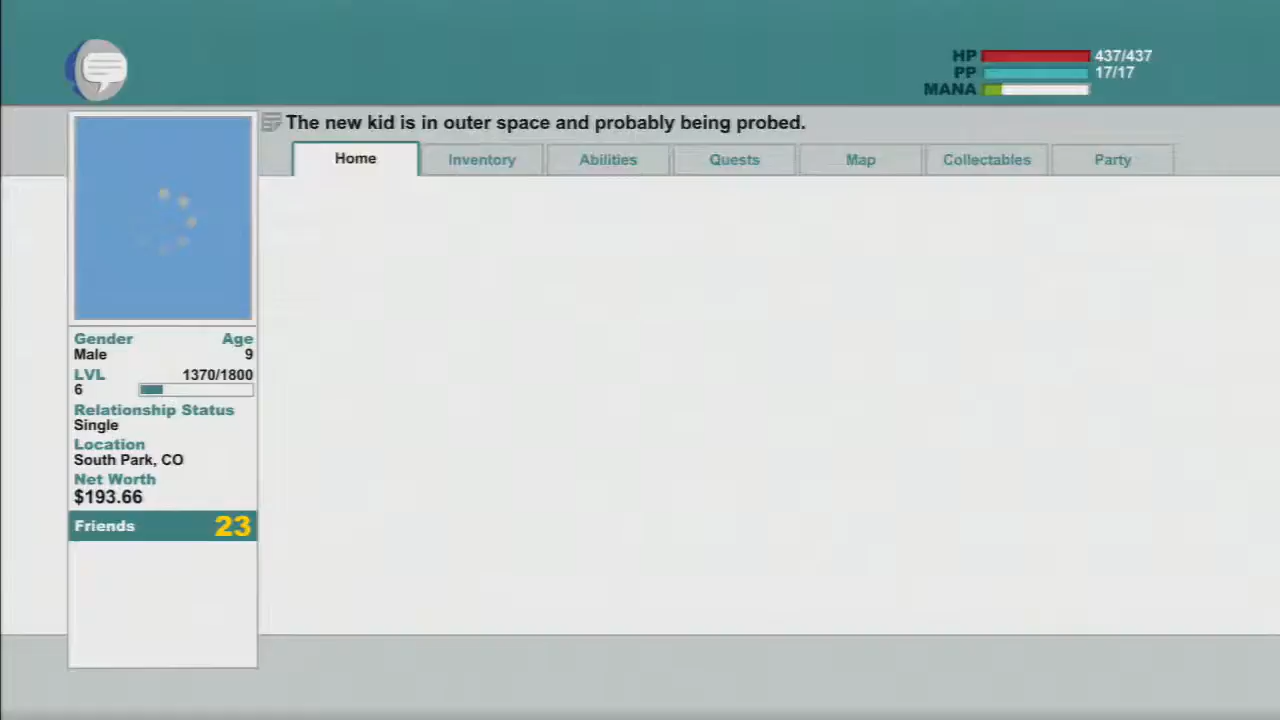 HP 437/437
PP 17/17
MANA
The new kid is in outer space and probably being probed.
Home Inventory Abilities Quests Map Collectables Party
Gender Age
Male 9
LVL 1370/1800
6
Relationship Status
Single
Location
South Park, CO
Net Worth
$193.66
Friends 23